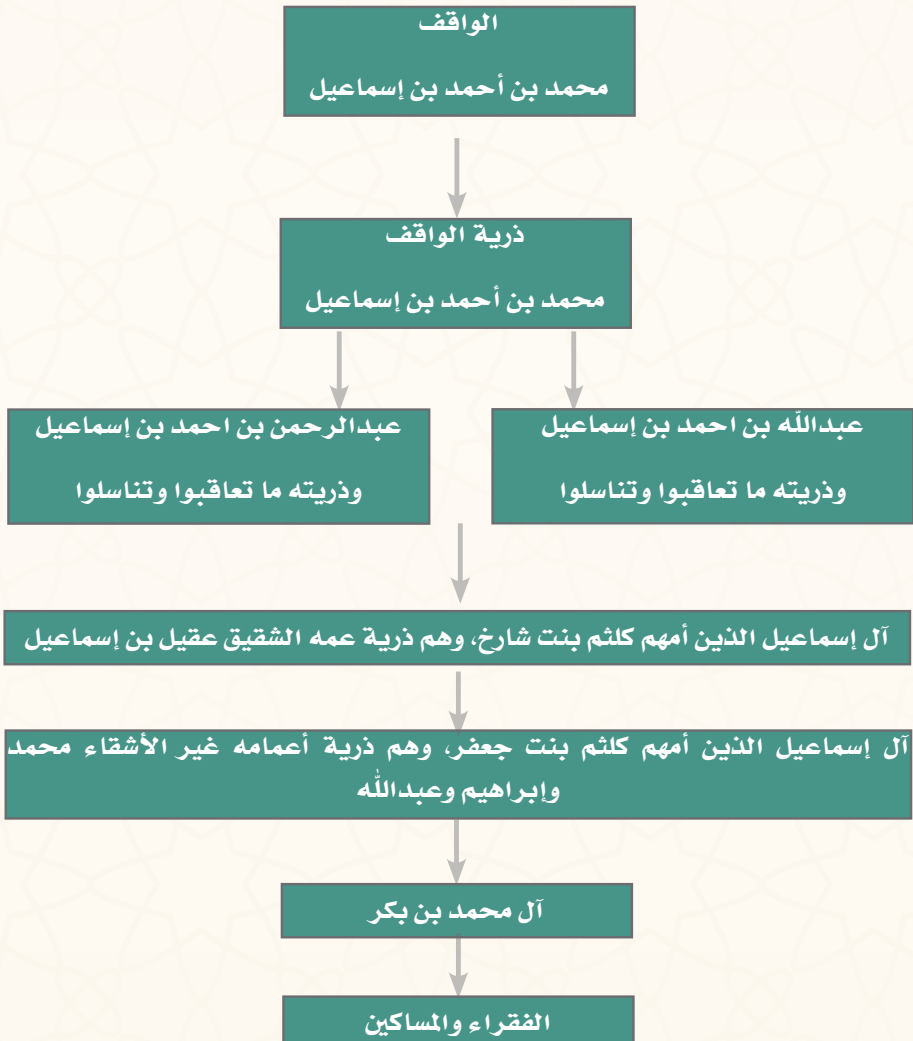 الواقف
محمد بن أحمد بن إسماعيل
ذرية الواقف
محمد بن أحمد بن إسماعيل
عبدالله بن احمد بن إسماعيل
وذريته ما تعاقبوا وتناسلوا
عبدالرحمن بن احمد بن إسماعيل
وذريته ما تعاقبوا وتناسلوا
آل إسماعيل الذين أمهم كلثم بنت شارخ، وهم ذرية عمه الشقيق عقيل بن إسماعيل
آل إسماعيل الذين أمهم كلثم بنت جعفر، وهم ذرية أعمامه غير الأشقاء محمد
وإبراهيم وعبدالله
آل محمد بن بكر
الفقراء والمساكين